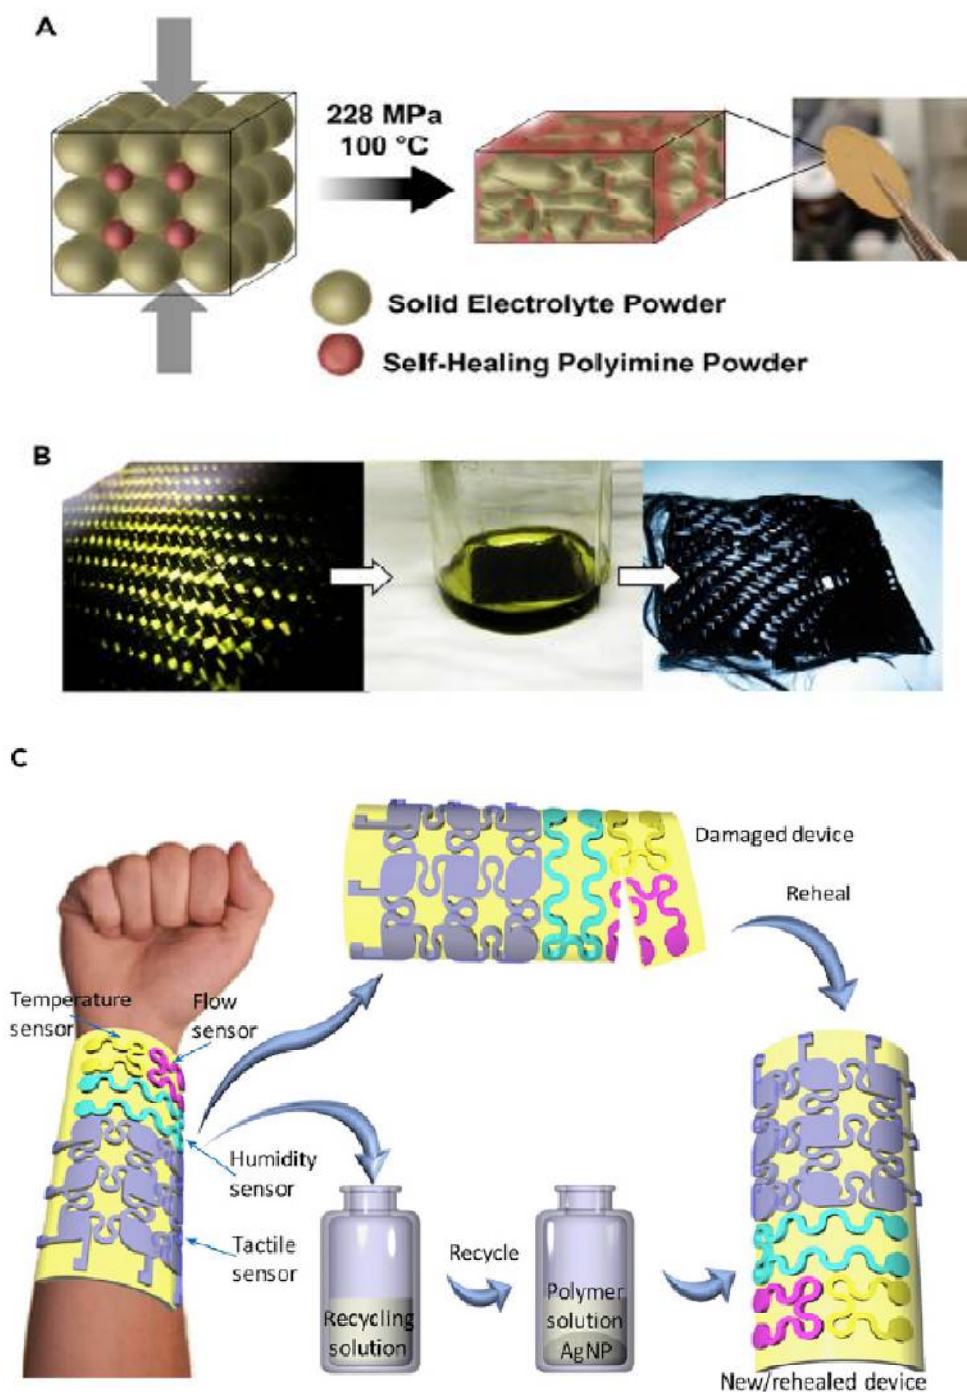 A
228 MPa
100 °C
Solid Electrolyte Powder
Self-Healing Polyimine Powder
B
C
Damaged device
Reheal
Temperature
sensor
Flow
sensor
Humidity
sensor
Tactile
sensor
Recycling
solution
Recycle
Polymer
solution
AgNP
New/rehealed device